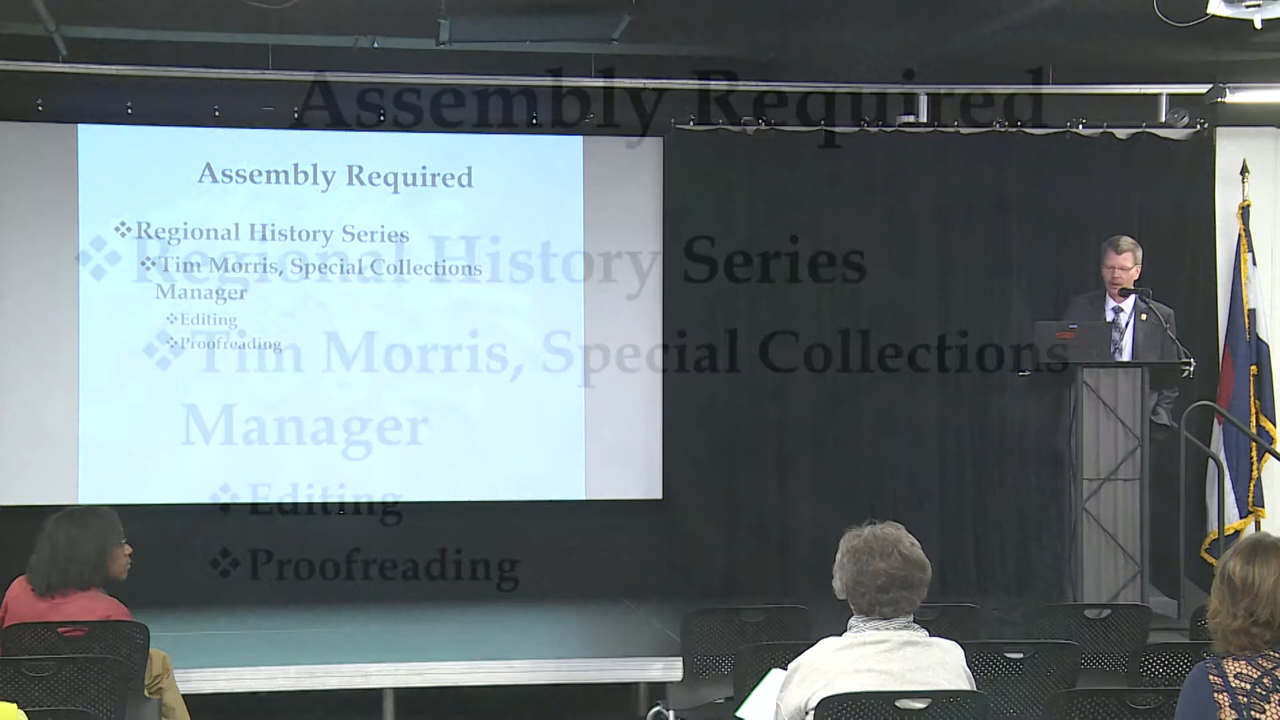 Assembly Required
❖Regional History Series
❖Tim Morris, Special Collections
Manager
❖Editing
❖Proofreading
Assembly Required
❖Regional History Series
❖Tim Morris, Special Collections
Manager
❖Editing
❖Proofreading